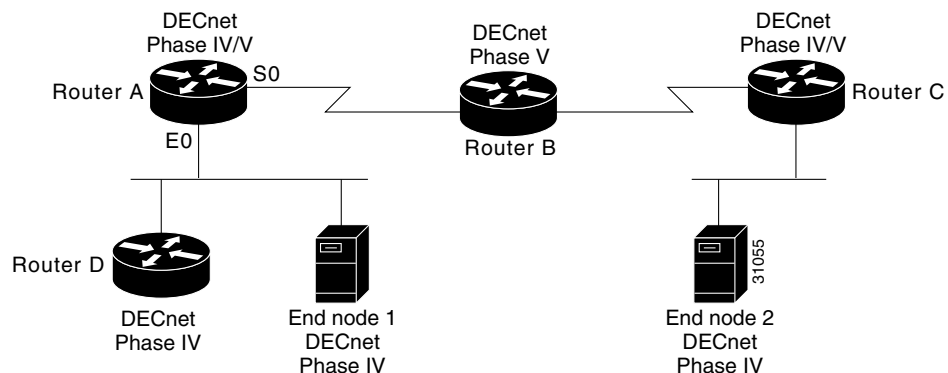 DECnet
Phase IV/V
DECnet
Phase V
DECnet
Phase IV/V
Router A
S0
Router B
Router C
E0
Router D
DECnet
Phase IV
End node 1
DECnet
Phase IV
End node 2
DECnet
Phase IV
31055